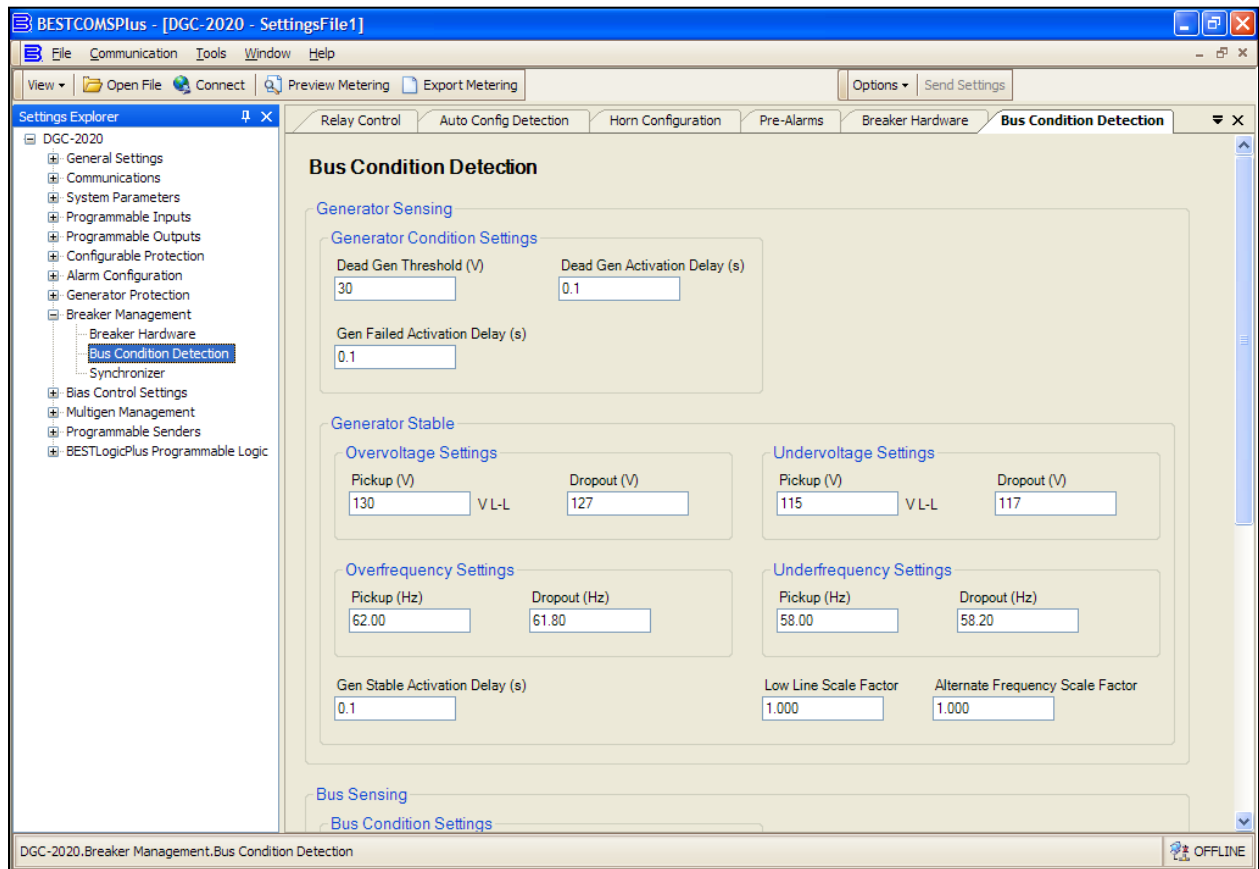 BESTCOMSPlus - [DGC-2020 - SettingsFile1]
File Communication Tools Window Help
View Open File Connect Preview Metering Export Metering Options Send Settings
Settings Explorer
DGC-2020
General Settings
Communications
System Parameters
Programmable Inputs
Programmable Outputs
Configurable Protection
Alarm Configuration
Generator Protection
Breaker Management
Breaker Hardware
Bus Condition Detection
Synchronizer
Bias Control Settings
Multigen Management
Programmable Senders
BESTLogicPlus Programmable Logic
Relay Control Auto Config Detection Horn Configuration Pre-Alarms Breaker Hardware Bus Condition Detection
Bus Condition Detection
Generator Sensing
Generator Condition Settings
Dead Gen Threshold (V) Dead Gen Activation Delay (s)
30 0.1
Gen Failed Activation Delay (s)
0.1
Generator Stable
Overvoltage Settings Undervoltage Settings
Pickup (V) Dropout (V) Pickup (V) Dropout (V)
130 V L-L 127 115 V L-L 117
Overfrequency Settings Underfrequency Settings
Pickup (Hz) Dropout (Hz) Pickup (Hz) Dropout (Hz)
62.00 61.80 58.00 58.20
Gen Stable Activation Delay (s) Low Line Scale Factor Alternate Frequency Scale Factor
0.1 1.000 1.000
Bus Sensing
Bus Condition Settings
DGC-2020.Breaker Management.Bus Condition Detection OFFLINE